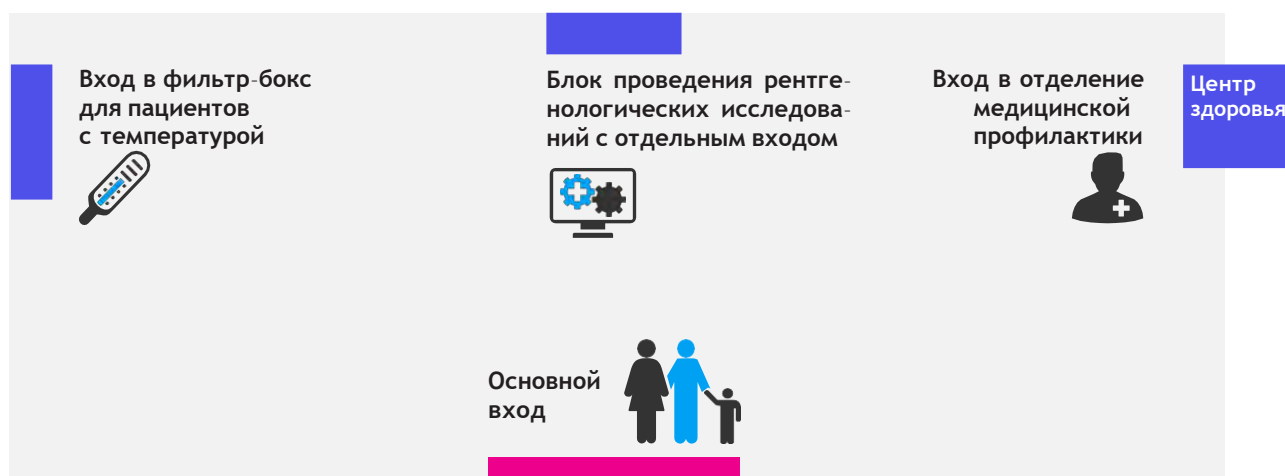 Вход в фильтр-бокс
для пациентов
с температурой
Блок проведения рентге-
нологических исследова-
ний с отдельным входом
Вход в отделение
медицинской
профилактики
Центр
здоровья
Основной
вход